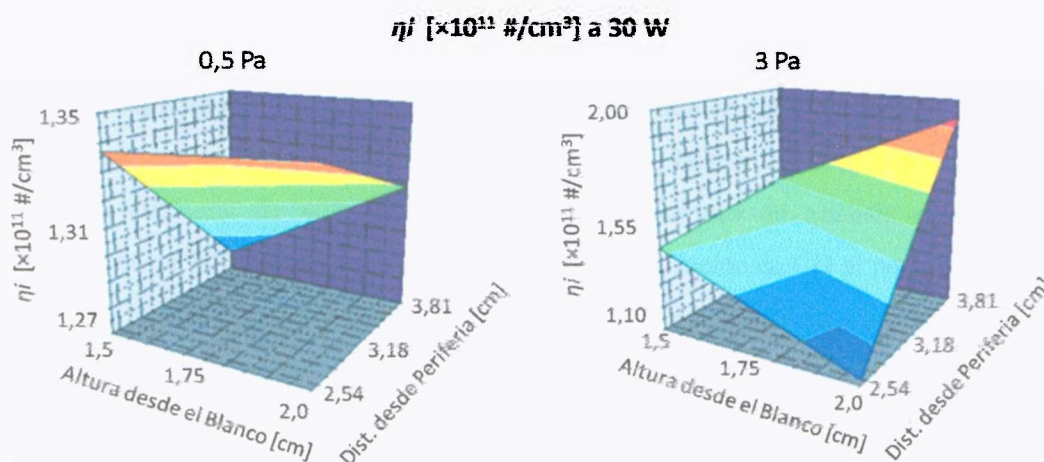 ηi [×10¹¹ #/cm³] a 30 W
0,5 Pa
1,35
1,31
1,27
ηi [×10¹¹ #/cm³]
1,5
1,75
2,0
Altura desde el Blanco [cm]
2,54
3,18
3,81
Dist. desde Periferia [cm]
3 Pa
2,00
1,55
1,10
ηi [×10¹¹ #/cm³]
1,5
1,75
2,0
Altura desde el Blanco [cm]
2,54
3,18
3,81
Dist. desde Periferia [cm]